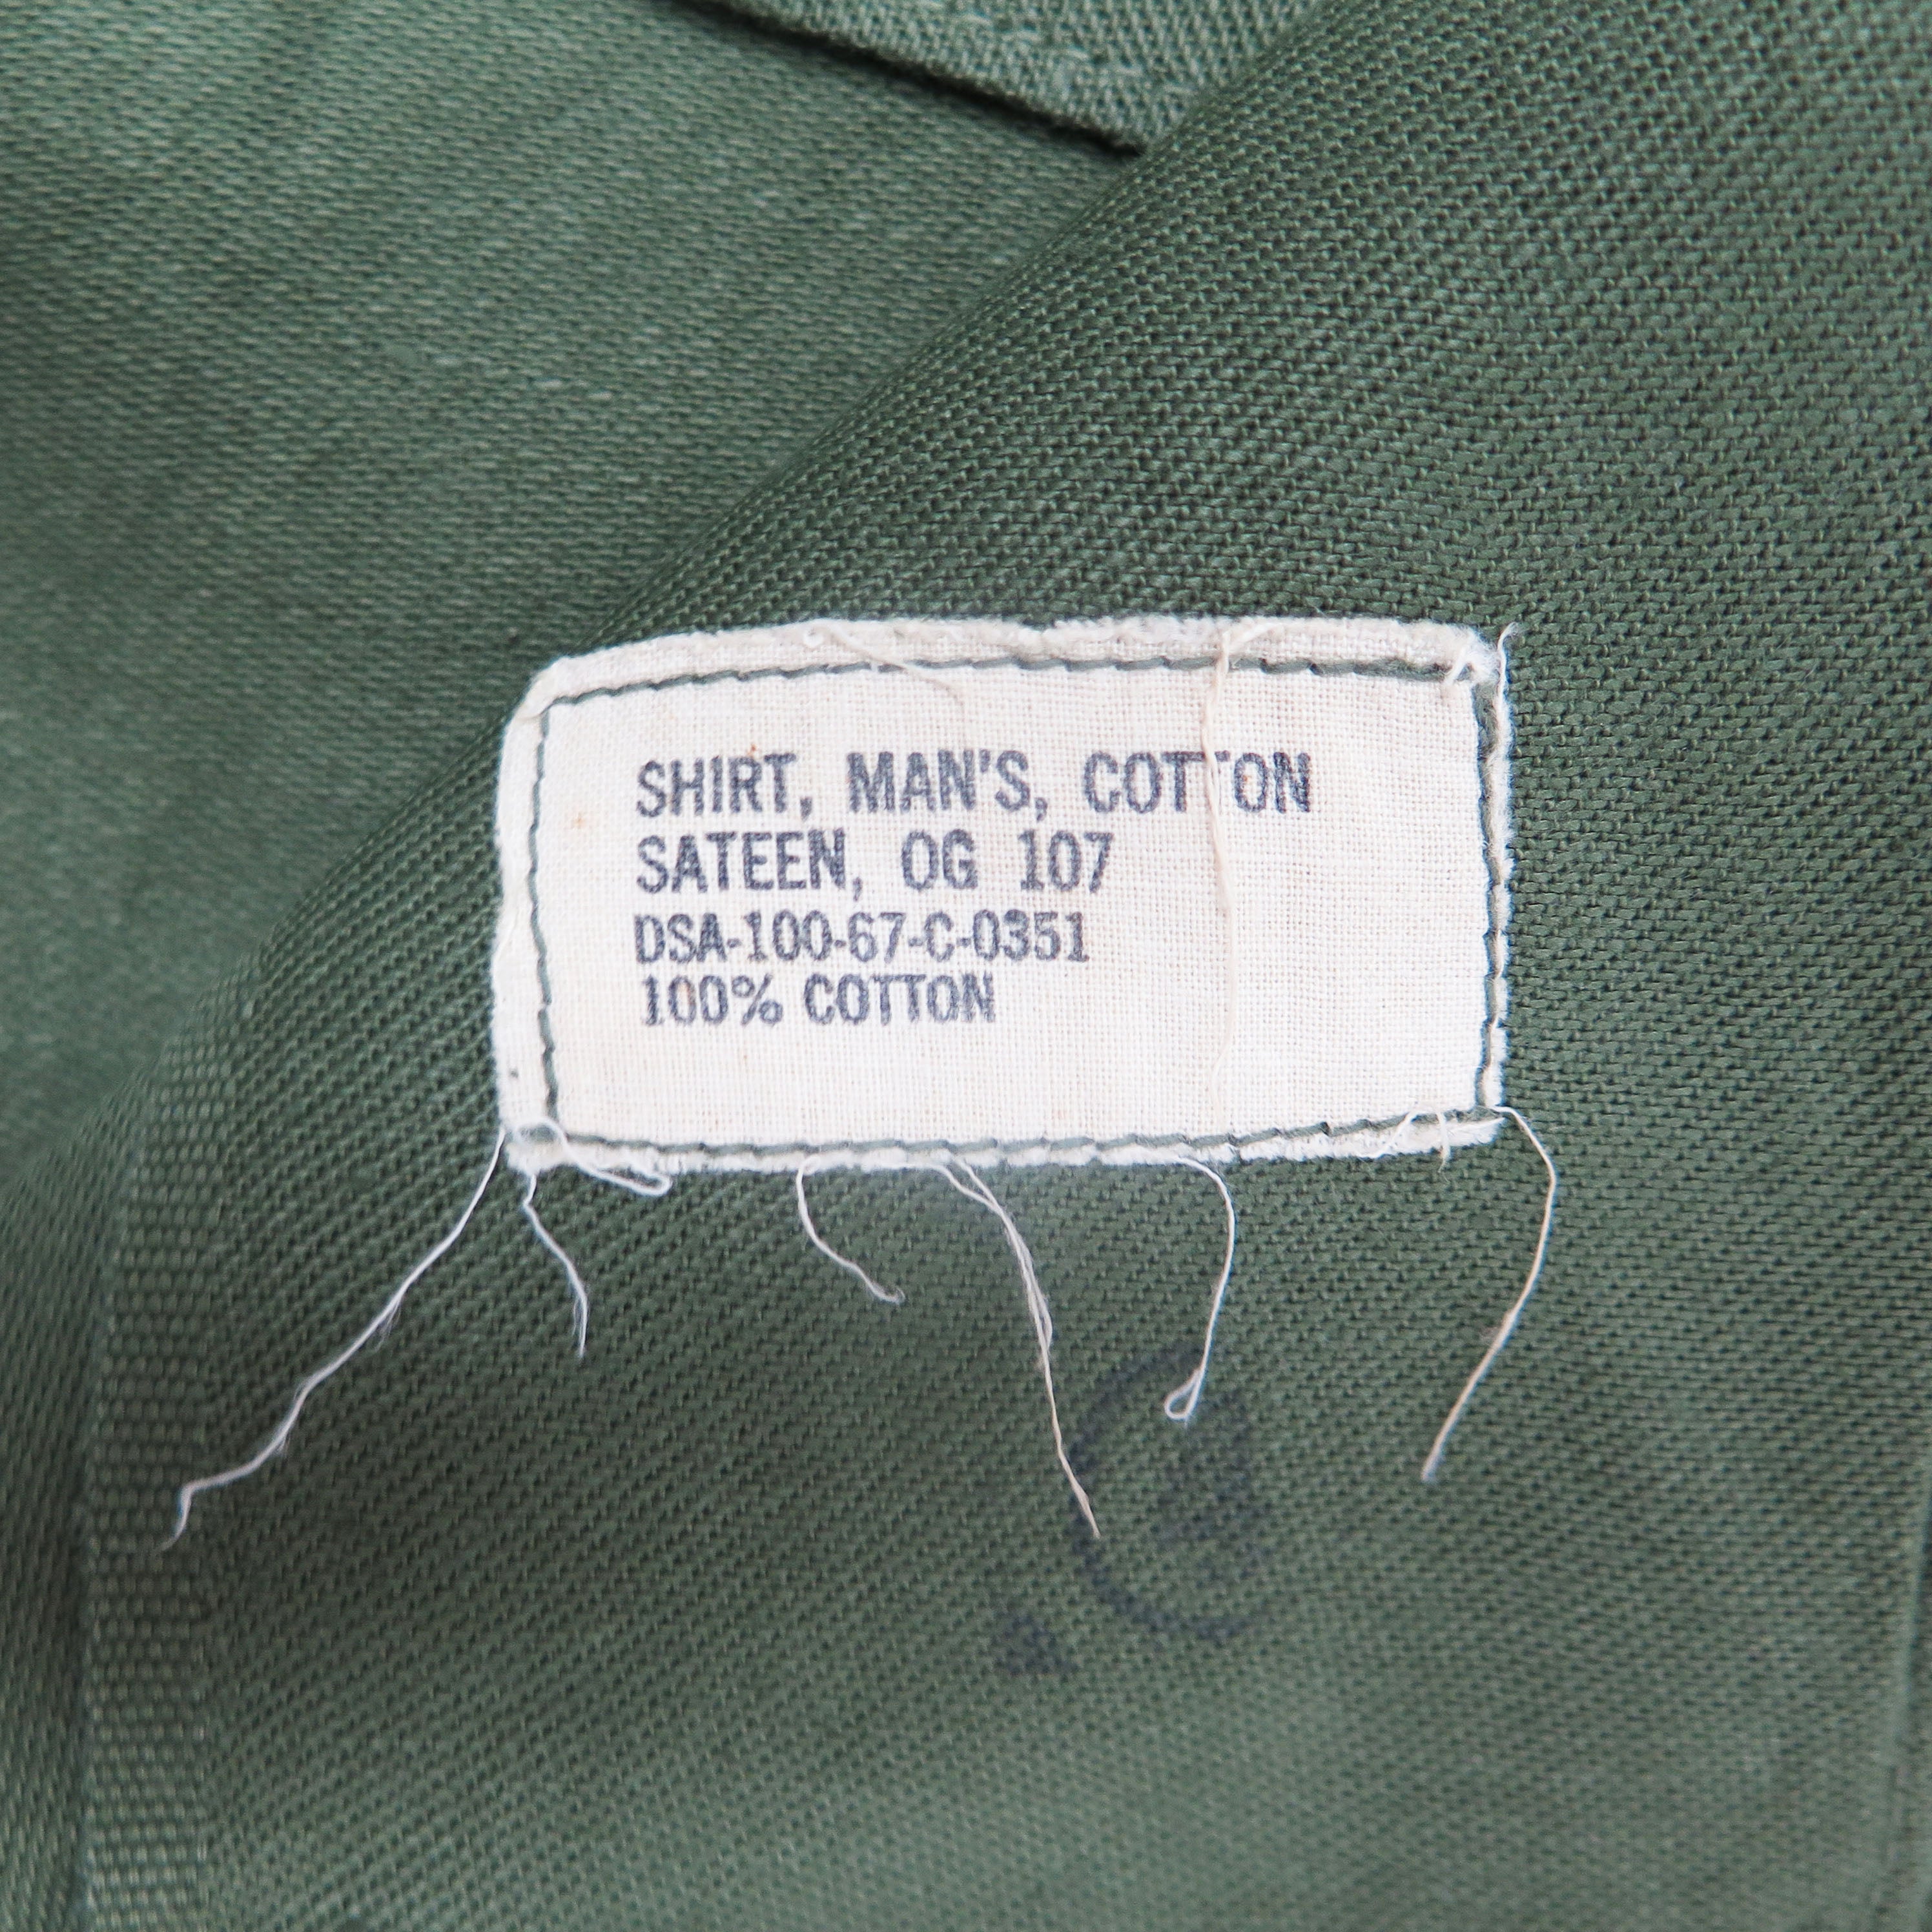 SHIRT, MAN'S, COTTON
SATEEN, OG 107
DSA-100-67-C-0351
100% COTTON